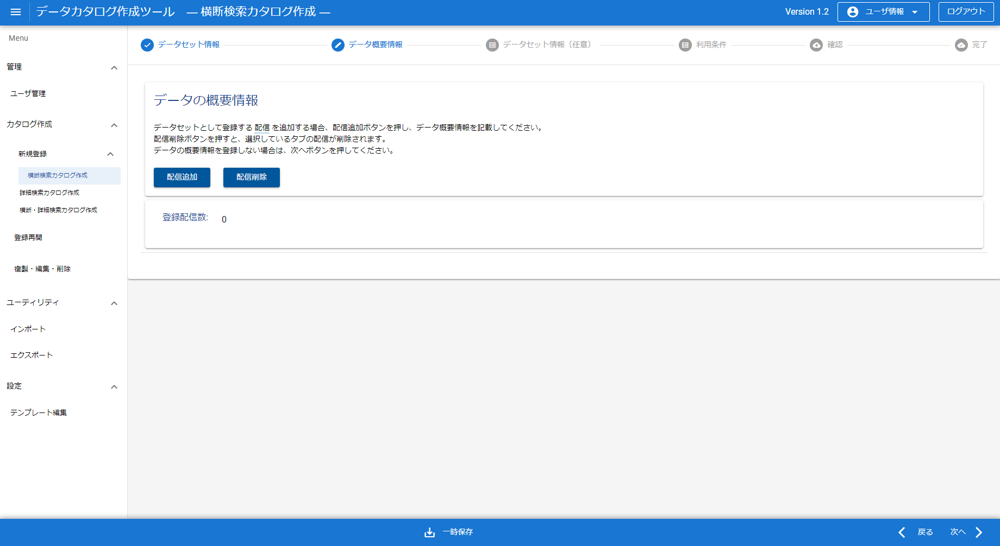 データカタログ作成ツール　― 横断検索カタログ作成 ―
Version 1.2
ユーザ情報
ログアウト
Menu
管理
ユーザ管理
カタログ作成
新規登録
横断検索カタログ作成
詳細検索カタログ作成
横断・詳細検索カタログ作成
登録再開
複製・編集・削除
ユーティリティ
インポート
エクスポート
設定
テンプレート編集
データセット情報
データ概要情報
データセット情報（任意）
利用条件
確認
完了
データの概要情報
データセットとして登録する 配信 を追加する場合、配信追加ボタンを押し、データ概要情報を記載してください。
配信削除ボタンを押すと、選択しているタブの配信が削除されます。
データの概要情報を登録しない場合は、次へボタンを押してください。
配信追加
配信削除
登録配信数: 0
一時保存
戻る
次へ